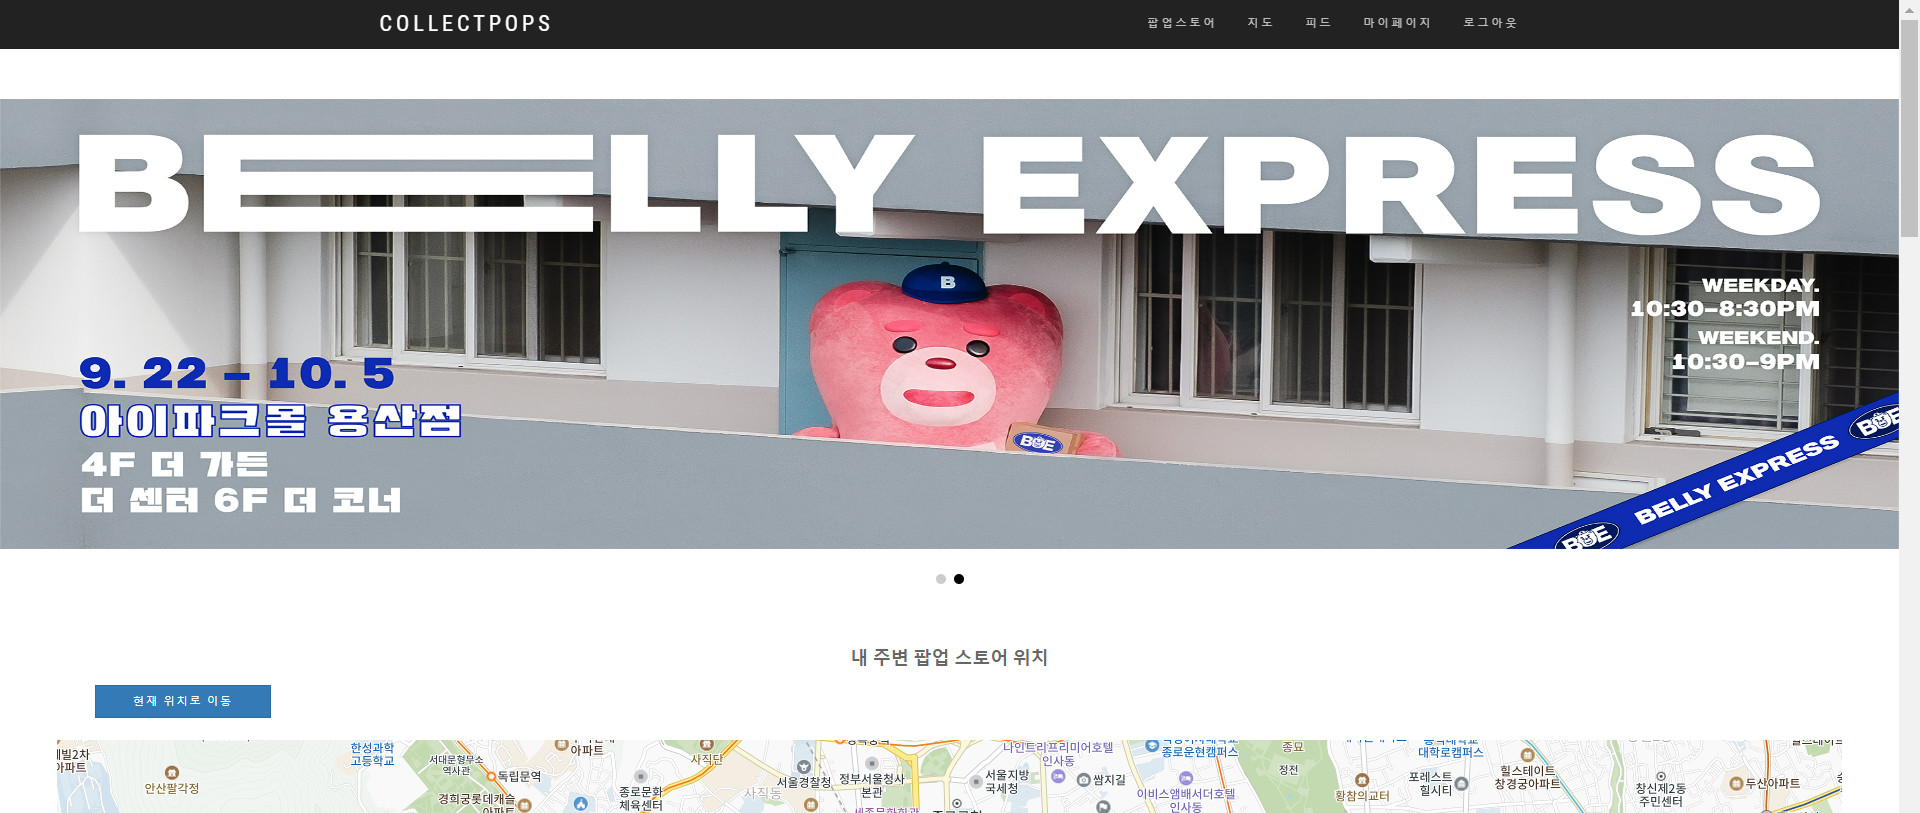 COLLECTPOPS
팝업스토어 지도 피드 마이페이지 로그아웃
BELLY EXPRESS
B
WEEKDAY.
10:30–8:30PM
WEEKEND.
10:30–9PM
9. 22 – 10. 5
아이파크몰 용산점
4F 더 가든
더 센터 6F 더 코너
BOE
BELLY EXPRESS
내 주변 팝업 스토어 위치
현재 위치로 이동
아파트
안산팔각정
한성과학
고등학교
서대문형무소
역사관
독립문역
아파트
경희궁롯데캐슬
종로문화
체육센터
사직단
사직동
서울경찰청
정부서울청사
본관
서울지방
국세청
나인트리프리미어호텔
인사동
쌈지길
종로운현캠퍼스
이비스앰배서더호텔
인사동
종묘
정전
황참의교터
대학로캠퍼스
포레스트
힐시티
힐스테이트
창경궁아파트
창신제2동
주민센터
두산아파트